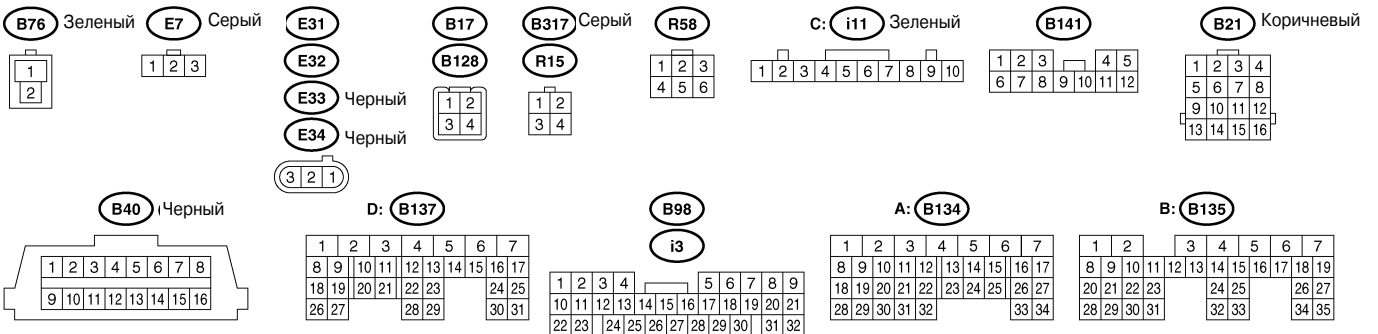 B76 Зеленый E7 Серый E31 B17 B317 Серый R58 C: i11 Зеленый B141 B21 Коричневый
E32 B128 R15
E33 Черный
E34 Черный
1
2
1 2 3
3 2 1
1 2
3 4
1 2
3 4
1 2 3
4 5 6
1 2 3 4 5 6 7 8 9 10
1 2 3 4 5
6 7 8 9 10 11 12
1 2 3 4
5 6 7 8
9 10 11 12
13 14 15 16
B40 Черный D: B137 B98 A: B134 B: B135
i3
1 2 3 4 5 6 7 8
9 10 11 12 13 14 15 16
1 2 3 4 5 6 7
8 9 10 11 12 13 14 15 16 17
18 19 20 21 22 23 24 25
26 27 28 29 30 31
1 2 3 4 5 6 7 8 9
10 11 12 13 14 15 16 17 18 19 20 21
22 23 24 25 26 27 28 29 30 31 32
1 2 3 4 5 6 7
8 9 10 11 12 13 14 15 16 17
18 19 20 21 22 23 24 25 26 27
28 29 30 31 32 33 34
1 2 3 4 5 6 7
8 9 10 11 12 13 14 15 16 17 18 19
20 21 22 23 24 25 26 27
28 29 30 31 32 33 34 35